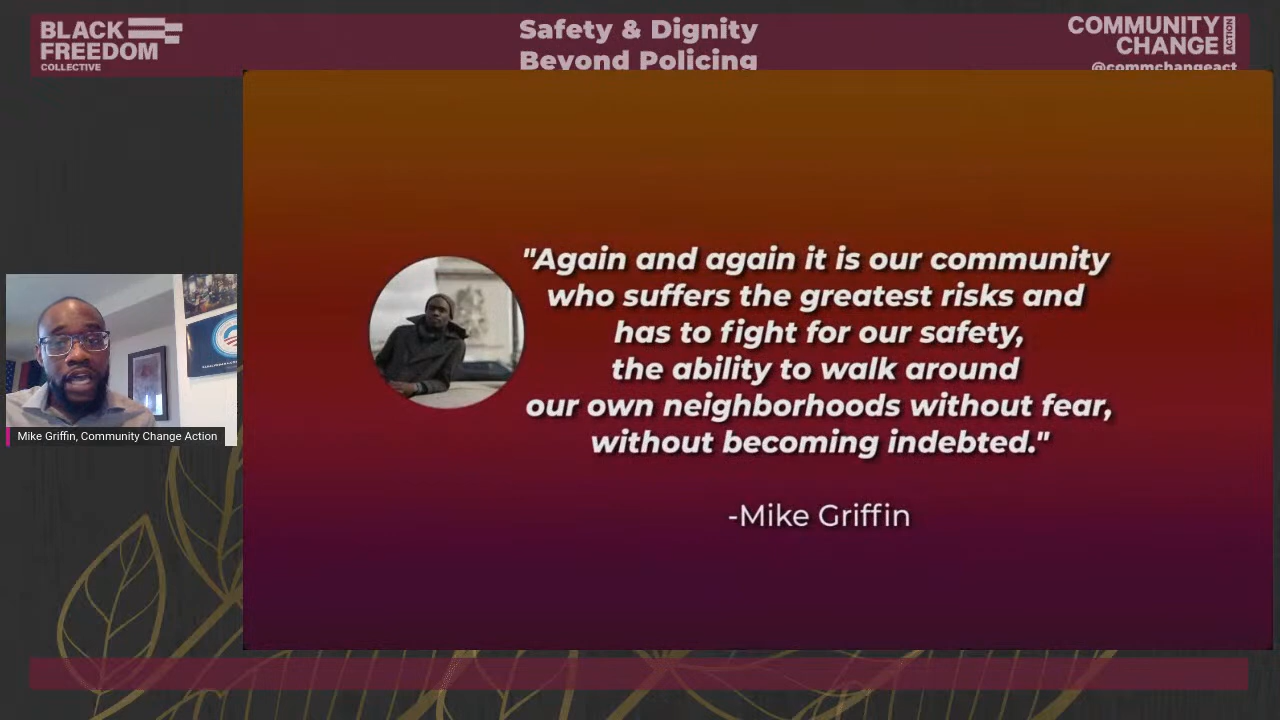 BLACK
FREEDOM
COLLECTIVE
Safety & Dignity
Beyond Policing
COMMUNITY
CHANGE
ACTION
@commchangeact
"Again and again it is our community
who suffers the greatest risks and
has to fight for our safety,
the ability to walk around
our own neighborhoods without fear,
without becoming indebted."
-Mike Griffin
Mike Griffin, Community Change Action